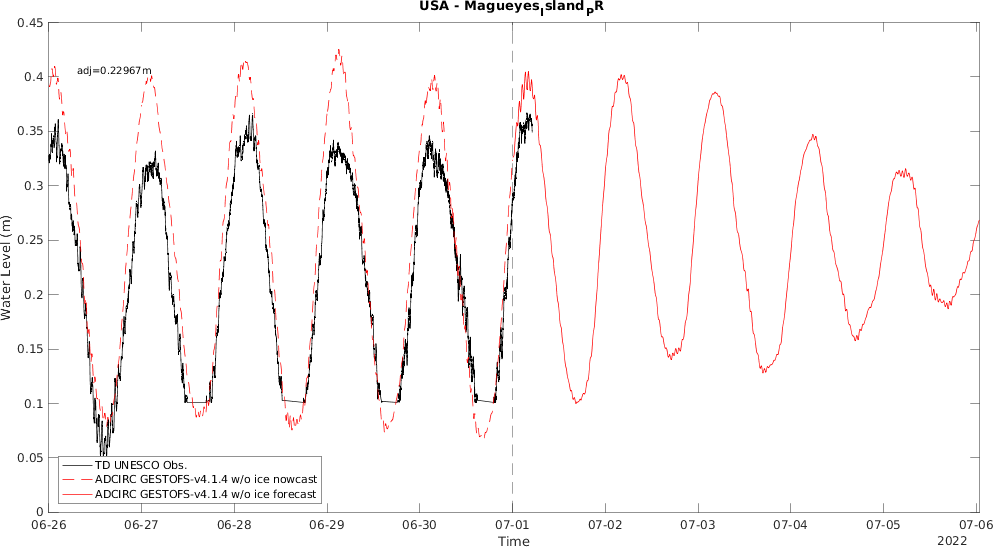 USA - Magueyes Island PR
0.45
0.4
0.35
0.3
0.25
0.2
0.15
0.1
0.05
0
Water Level (m)
adj=0.22967m
TD UNESCO Obs.
ADCIRC GESTOFS-v4.1.4 w/o ice nowcast
ADCIRC GESTOFS-v4.1.4 w/o ice forecast
06-26 06-27 06-28 06-29 06-30 07-01 07-02 07-03 07-04 07-05 07-06
Time
2022